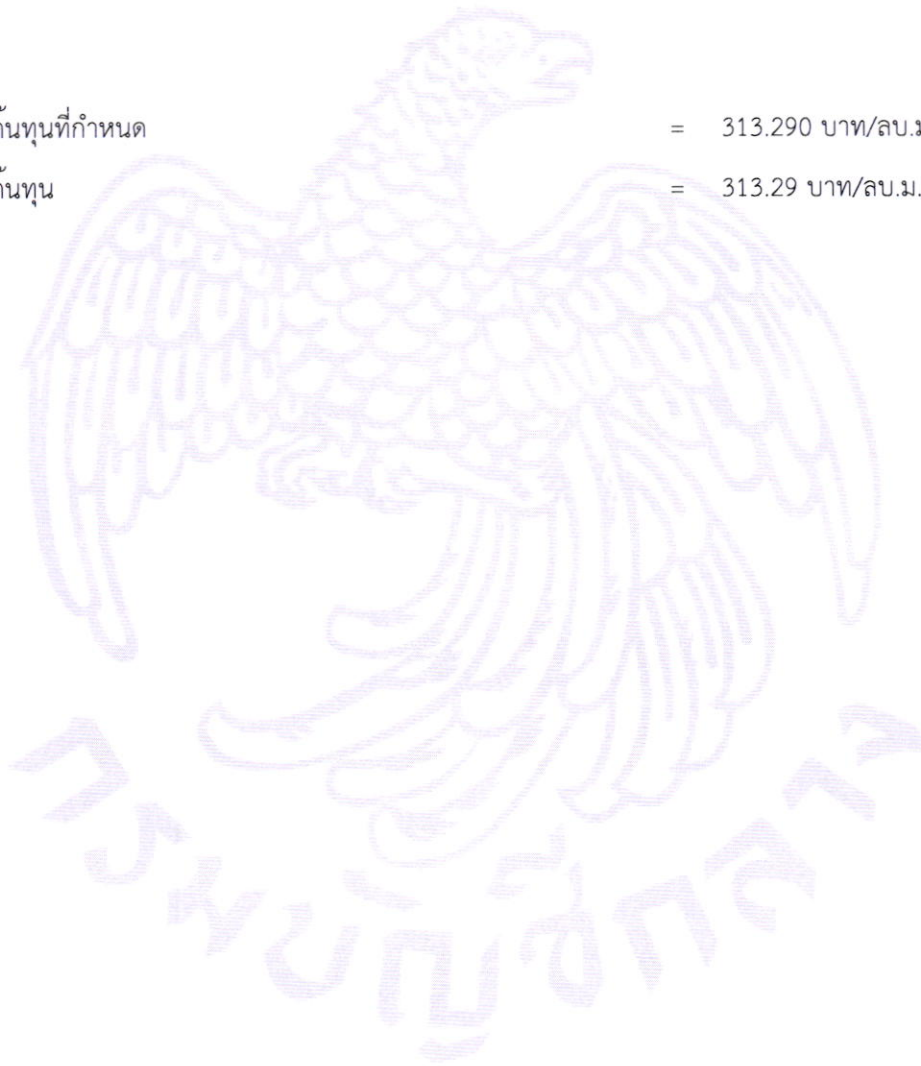 ต้นทุนที่กำหนด = 313.290 บาท/ลบ.ม
ต้นทุน = 313.29 บาท/ลบ.ม.
กรมบัญชีกลาง